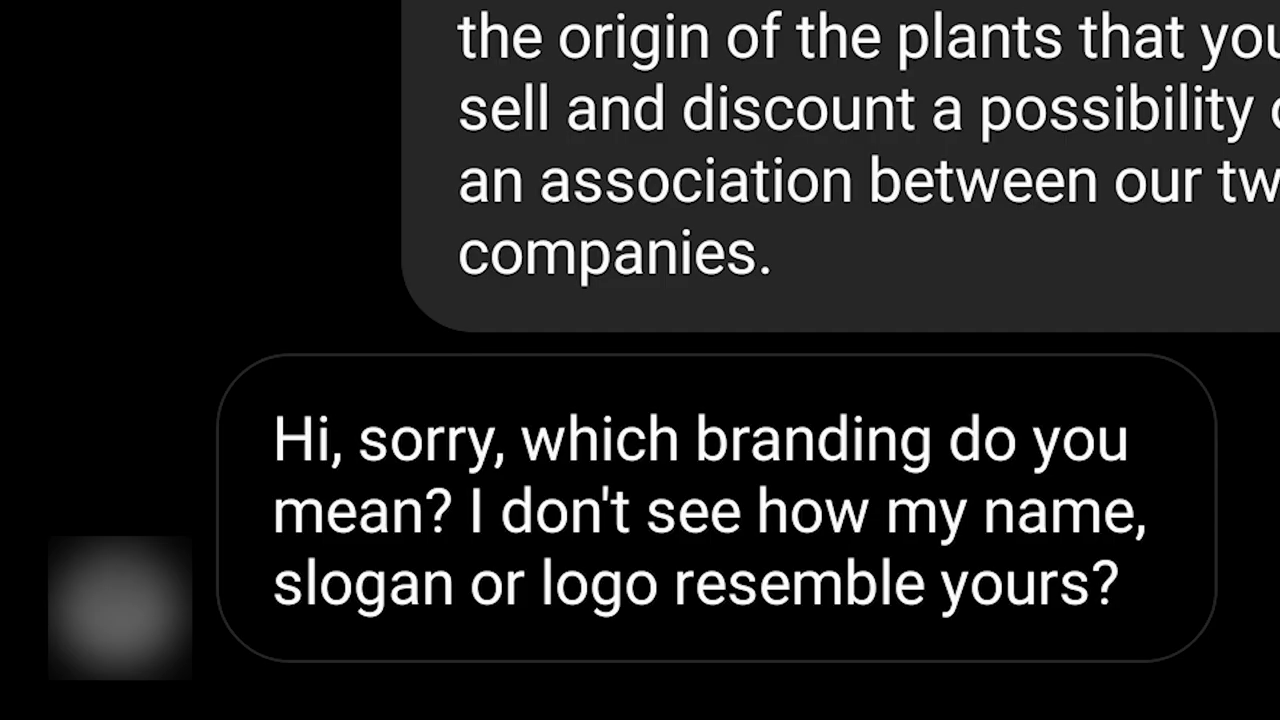 the origin of the plants that you
sell and discount a possibility
an association between our
companies.
Hi, sorry, which branding do you
mean? I don't see how my name,
slogan or logo resemble yours?